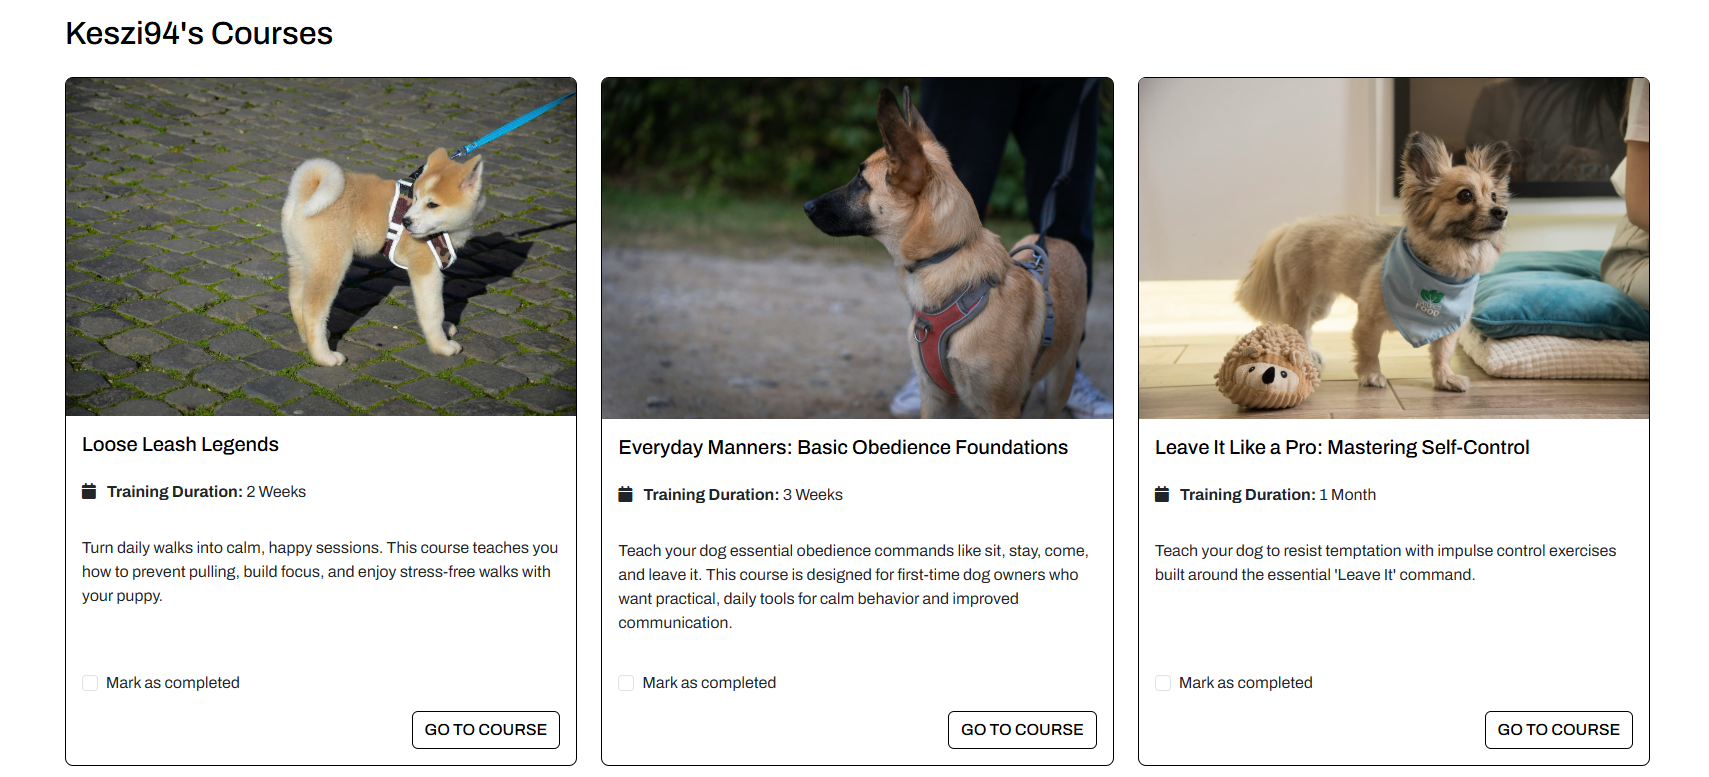 Keszi94's Courses
Loose Leash Legends
Training Duration: 2 Weeks
Turn daily walks into calm, happy sessions. This course teaches you
how to prevent pulling, build focus, and enjoy stress-free walks with
your puppy.
Mark as completed
GO TO COURSE
Everyday Manners: Basic Obedience Foundations
Training Duration: 3 Weeks
Teach your dog essential obedience commands like sit, stay, come,
and leave it. This course is designed for first-time dog owners who
want practical, daily tools for calm behavior and improved
communication.
Mark as completed
GO TO COURSE
FOOD
Leave It Like a Pro: Mastering Self-Control
Training Duration: 1 Month
Teach your dog to resist temptation with impulse control exercises
built around the essential 'Leave It' command.
Mark as completed
GO TO COURSE